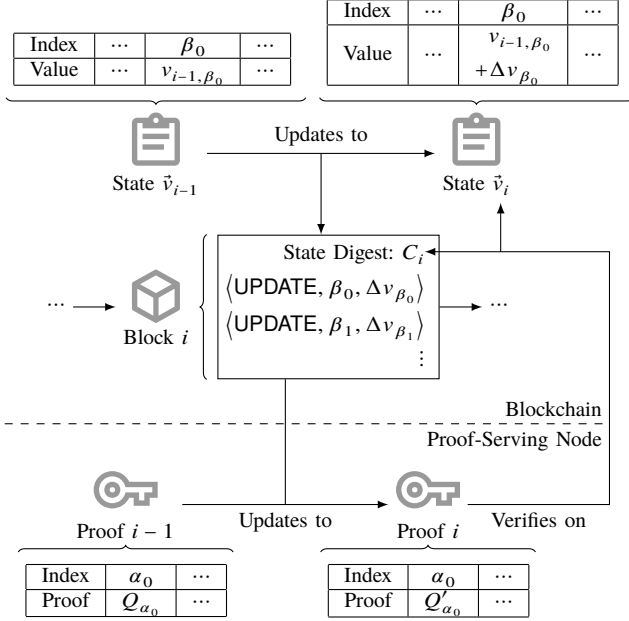 Index ⋯ β₀ ⋯
Value ⋯ v_{i−1,β₀} ⋯
Index ⋯ β₀ ⋯
Value ⋯ v_{i−1,β₀} +Δv_{β₀} ⋯
Updates to
State v⃗_{i−1}
State v⃗_i
State Digest: C_i
⟨UPDATE, β₀, Δv_{β₀}⟩
⋯ ⋯
⟨UPDATE, β₁, Δv_{β₁}⟩
Block i
⋮
Blockchain
Proof-Serving Node
Proof i − 1
Updates to
Proof i
Verifies on
Index α₀ ⋯
Proof Q_{α₀} ⋯
Index α₀ ⋯
Proof Q′_{α₀} ⋯